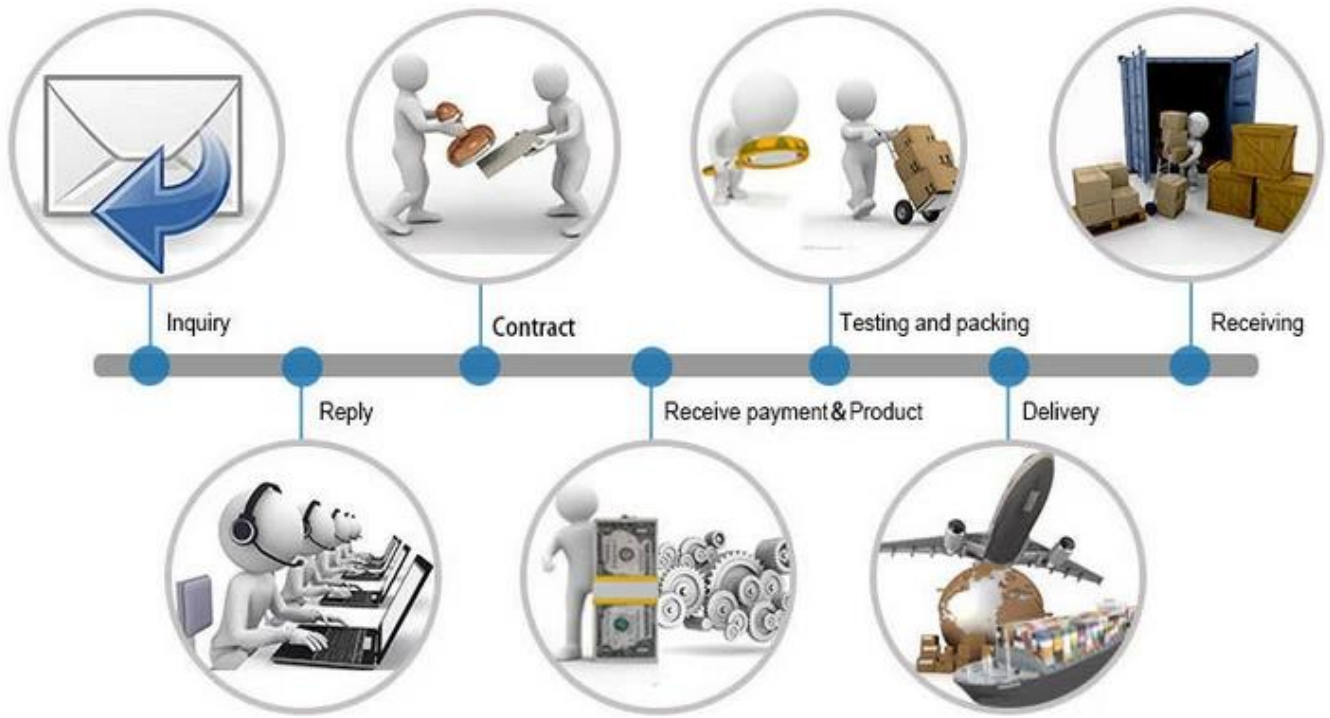 Inquiry
Contract
Testing and packing
Receiving
Reply
Receive payment&Product
Delivery